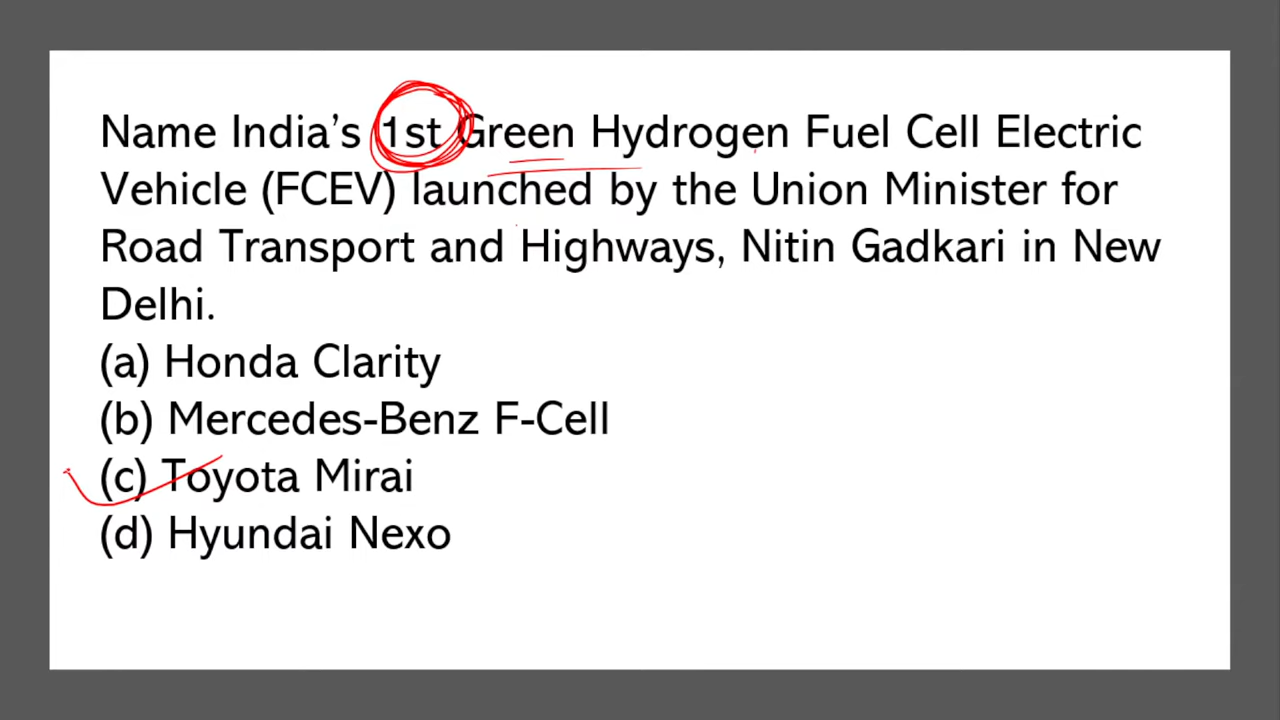 Name India’s 1st Green Hydrogen Fuel Cell Electric
Vehicle (FCEV) launched by the Union Minister for
Road Transport and Highways, Nitin Gadkari in New
Delhi.
(a) Honda Clarity
(b) Mercedes-Benz F-Cell
(c) Toyota Mirai
(d) Hyundai Nexo